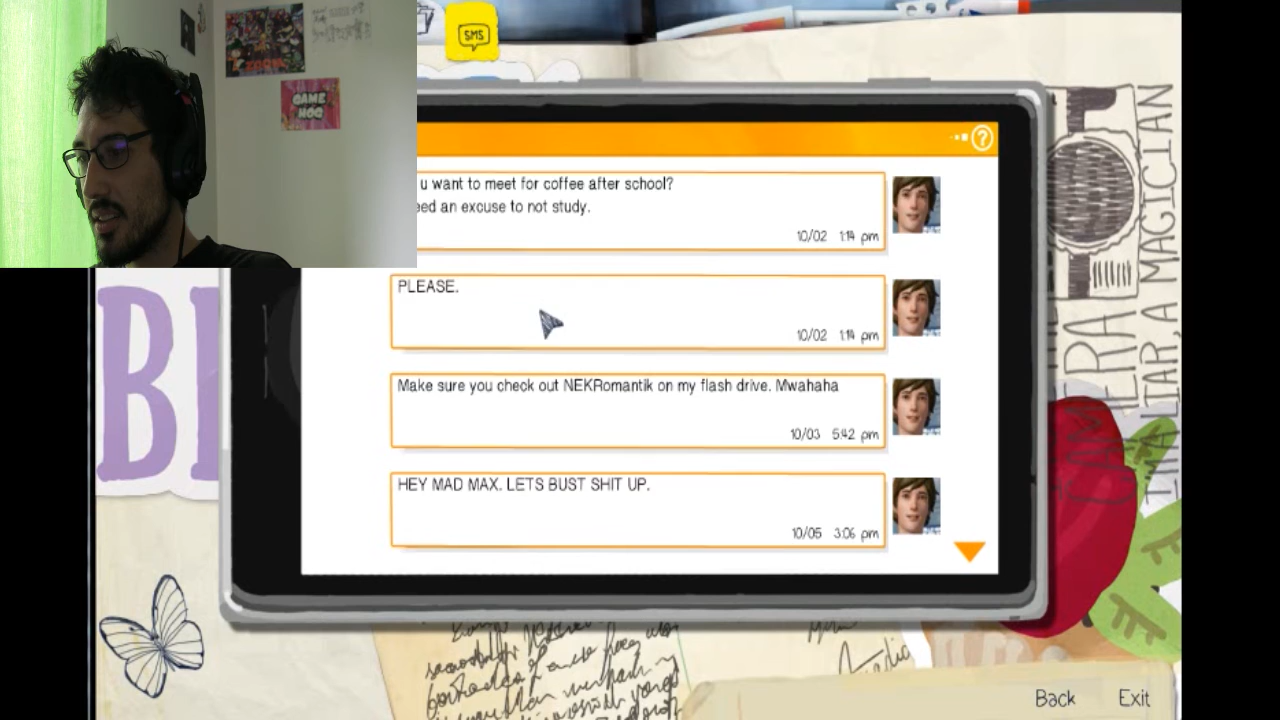 SMS
ZOOM
GAME
HOG
u want to meet for coffee after school?
eed an excuse to not study.
10/02 1:14 pm
PLEASE.
10/02 1:14 pm
Make sure you check out NEKRomantik on my flash drive. Mwahaha
10/03 5:42 pm
HEY MAD MAX. LETS BUST SHIT UP.
10/05 3:06 pm
CAMERA
I'M A LIAR, A MAGICIAN
Back Exit